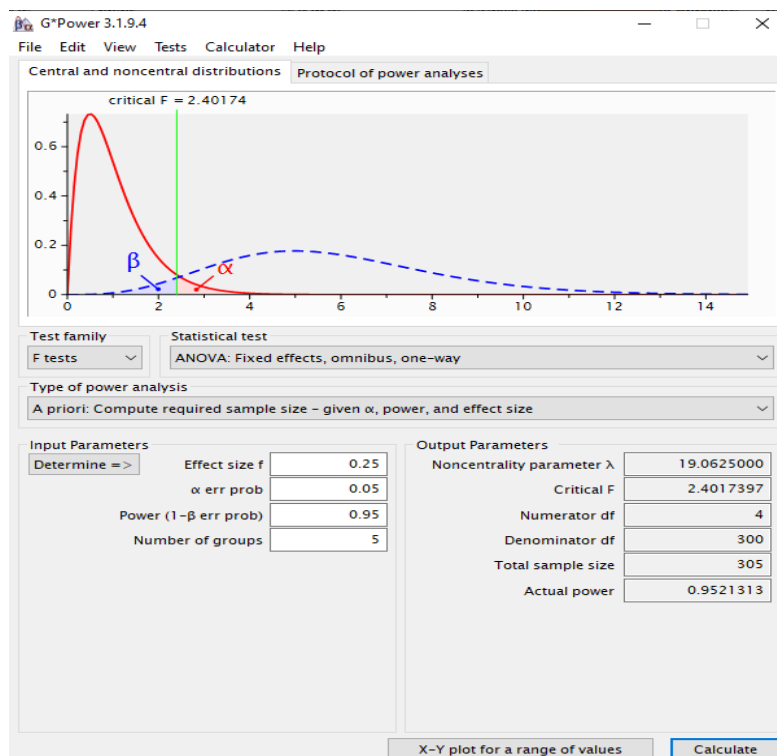 G*Power 3.1.9.4
File Edit View Tests Calculator Help
Central and noncentral distributions Protocol of power analyses
critical F = 2.40174
0.6
0.4
0.2
0
β
α
0 2 4 6 8 10 12 14
Test family Statistical test
F tests ANOVA: Fixed effects, omnibus, one-way
Type of power analysis
A priori: Compute required sample size - given α, power, and effect size
Input Parameters Output Parameters
Determine => Effect size f 0.25 Noncentrality parameter λ 19.0625000
α err prob 0.05 Critical F 2.4017397
Power (1-β err prob) 0.95 Numerator df 4
Number of groups 5 Denominator df 300
Total sample size 305
Actual power 0.9521313
X-Y plot for a range of values Calculate